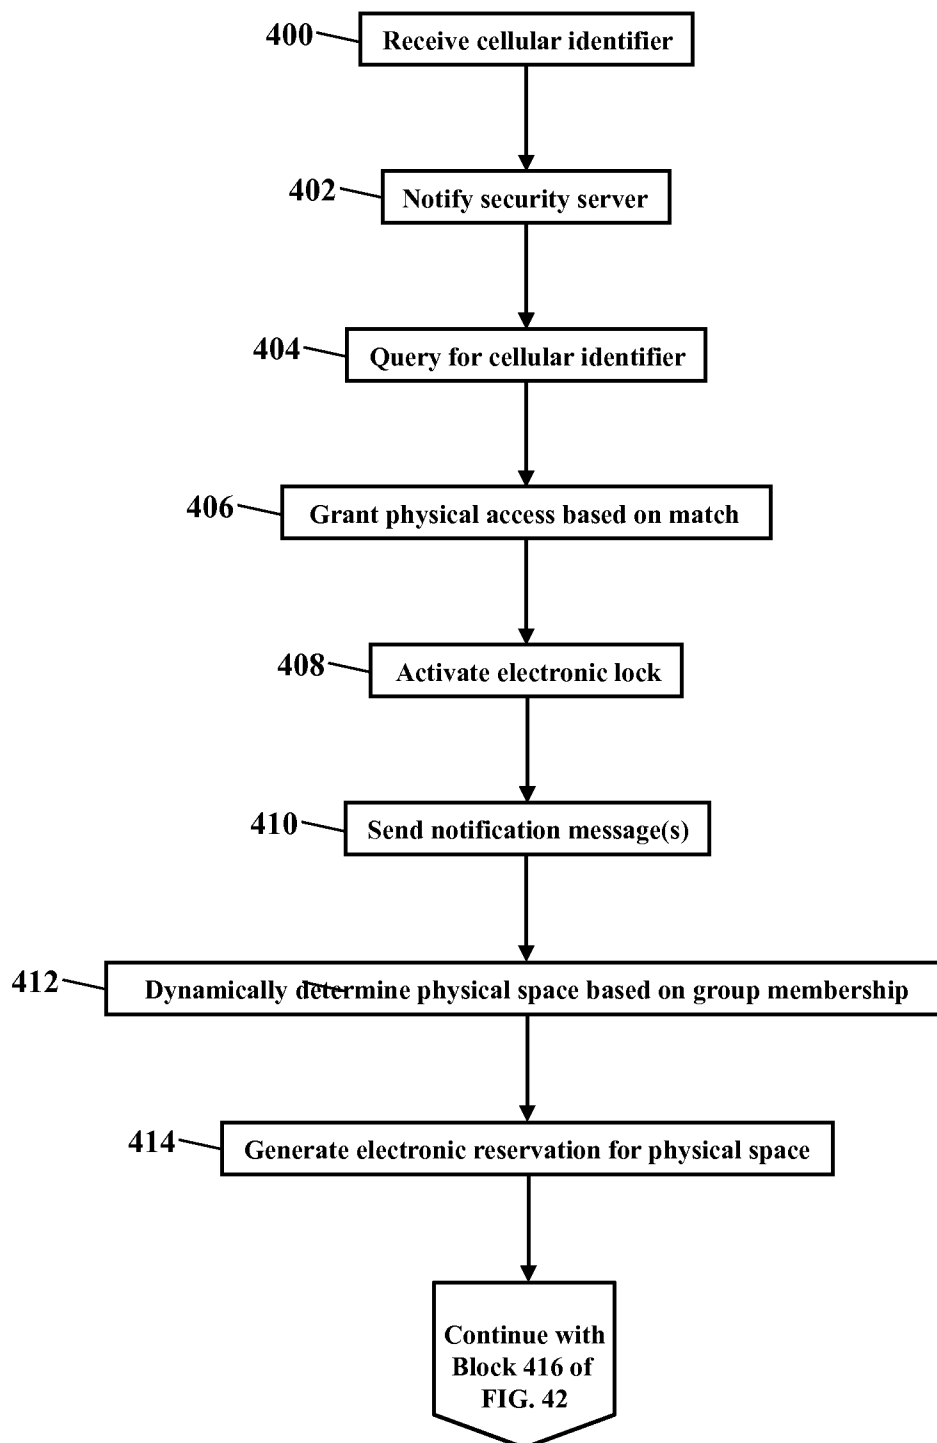 400 Receive cellular identifier
402 Notify security server
404 Query for cellular identifier
406 Grant physical access based on match
408 Activate electronic lock
410 Send notification message(s)
412 Dynamically determine physical space based on group membership
414 Generate electronic reservation for physical space
Continue with
Block 416 of
FIG. 42